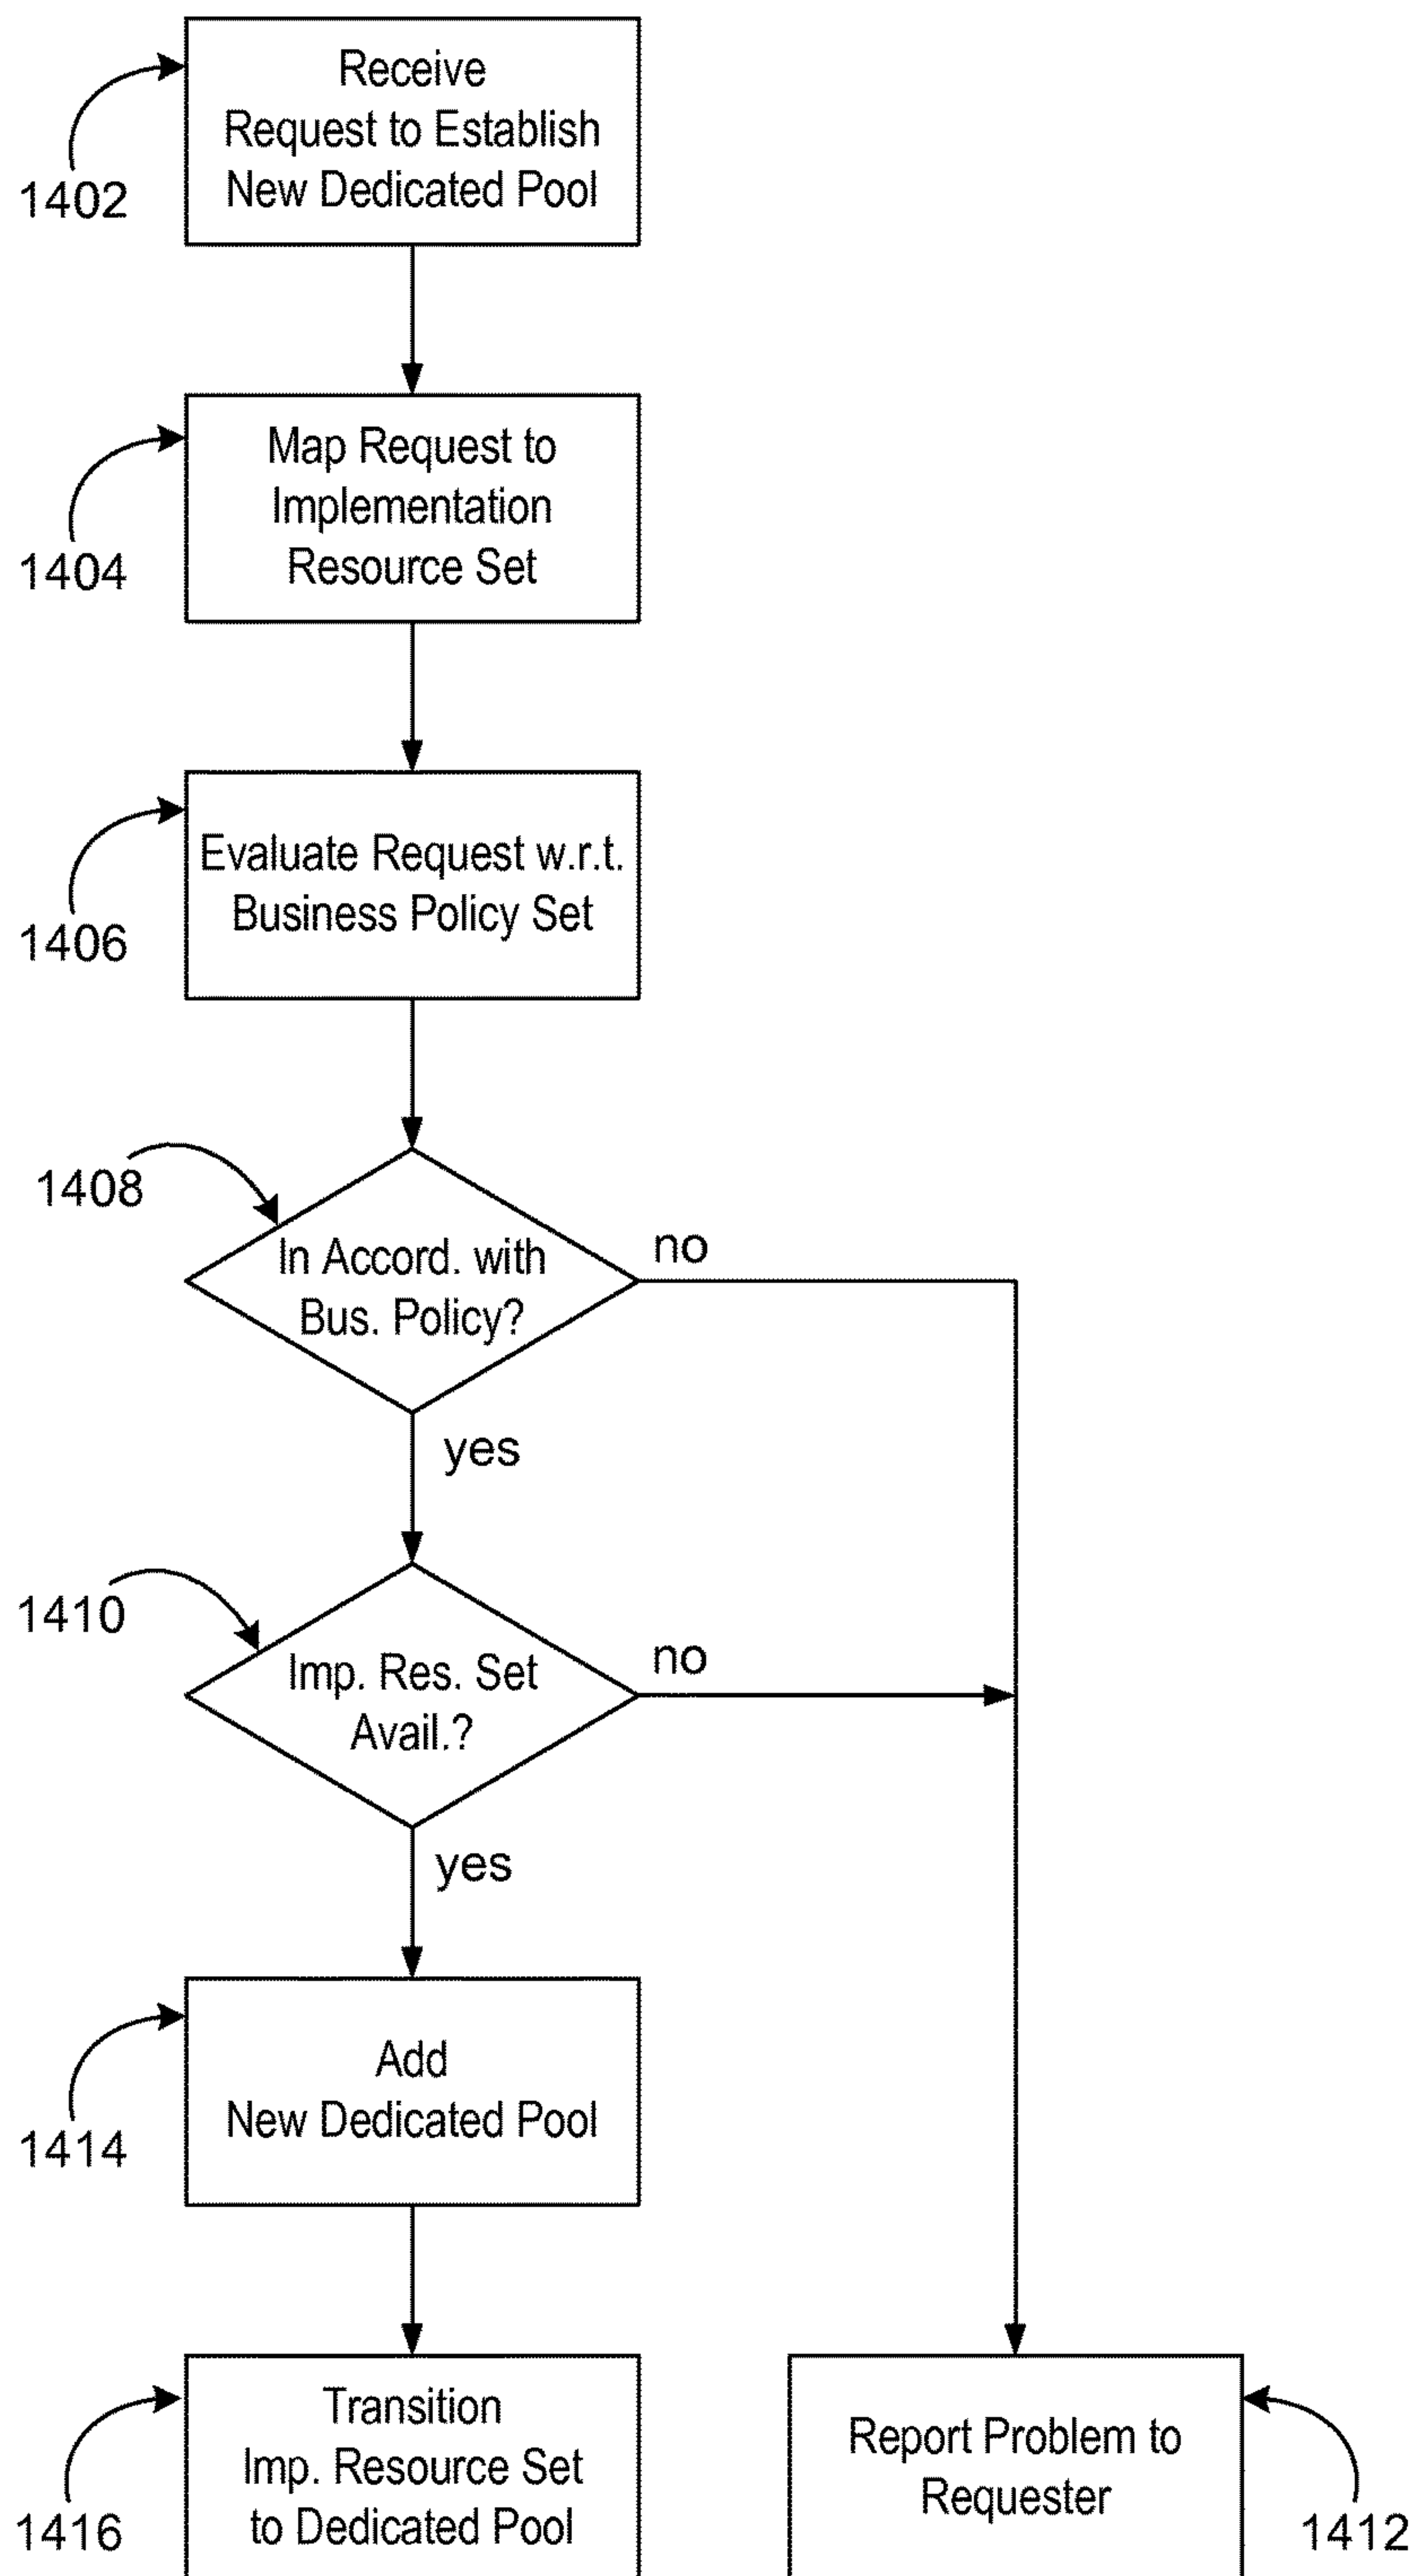 Receive
Request to Establish
New Dedicated Pool
1402
Map Request to
Implementation
Resource Set
1404
Evaluate Request w.r.t.
Business Policy Set
1406
1408
In Accord. with
Bus. Policy?
no
yes
1410
Imp. Res. Set
Avail.?
no
yes
Add
New Dedicated Pool
1414
Transition
Imp. Resource Set
to Dedicated Pool
1416
Report Problem to
Requester
1412